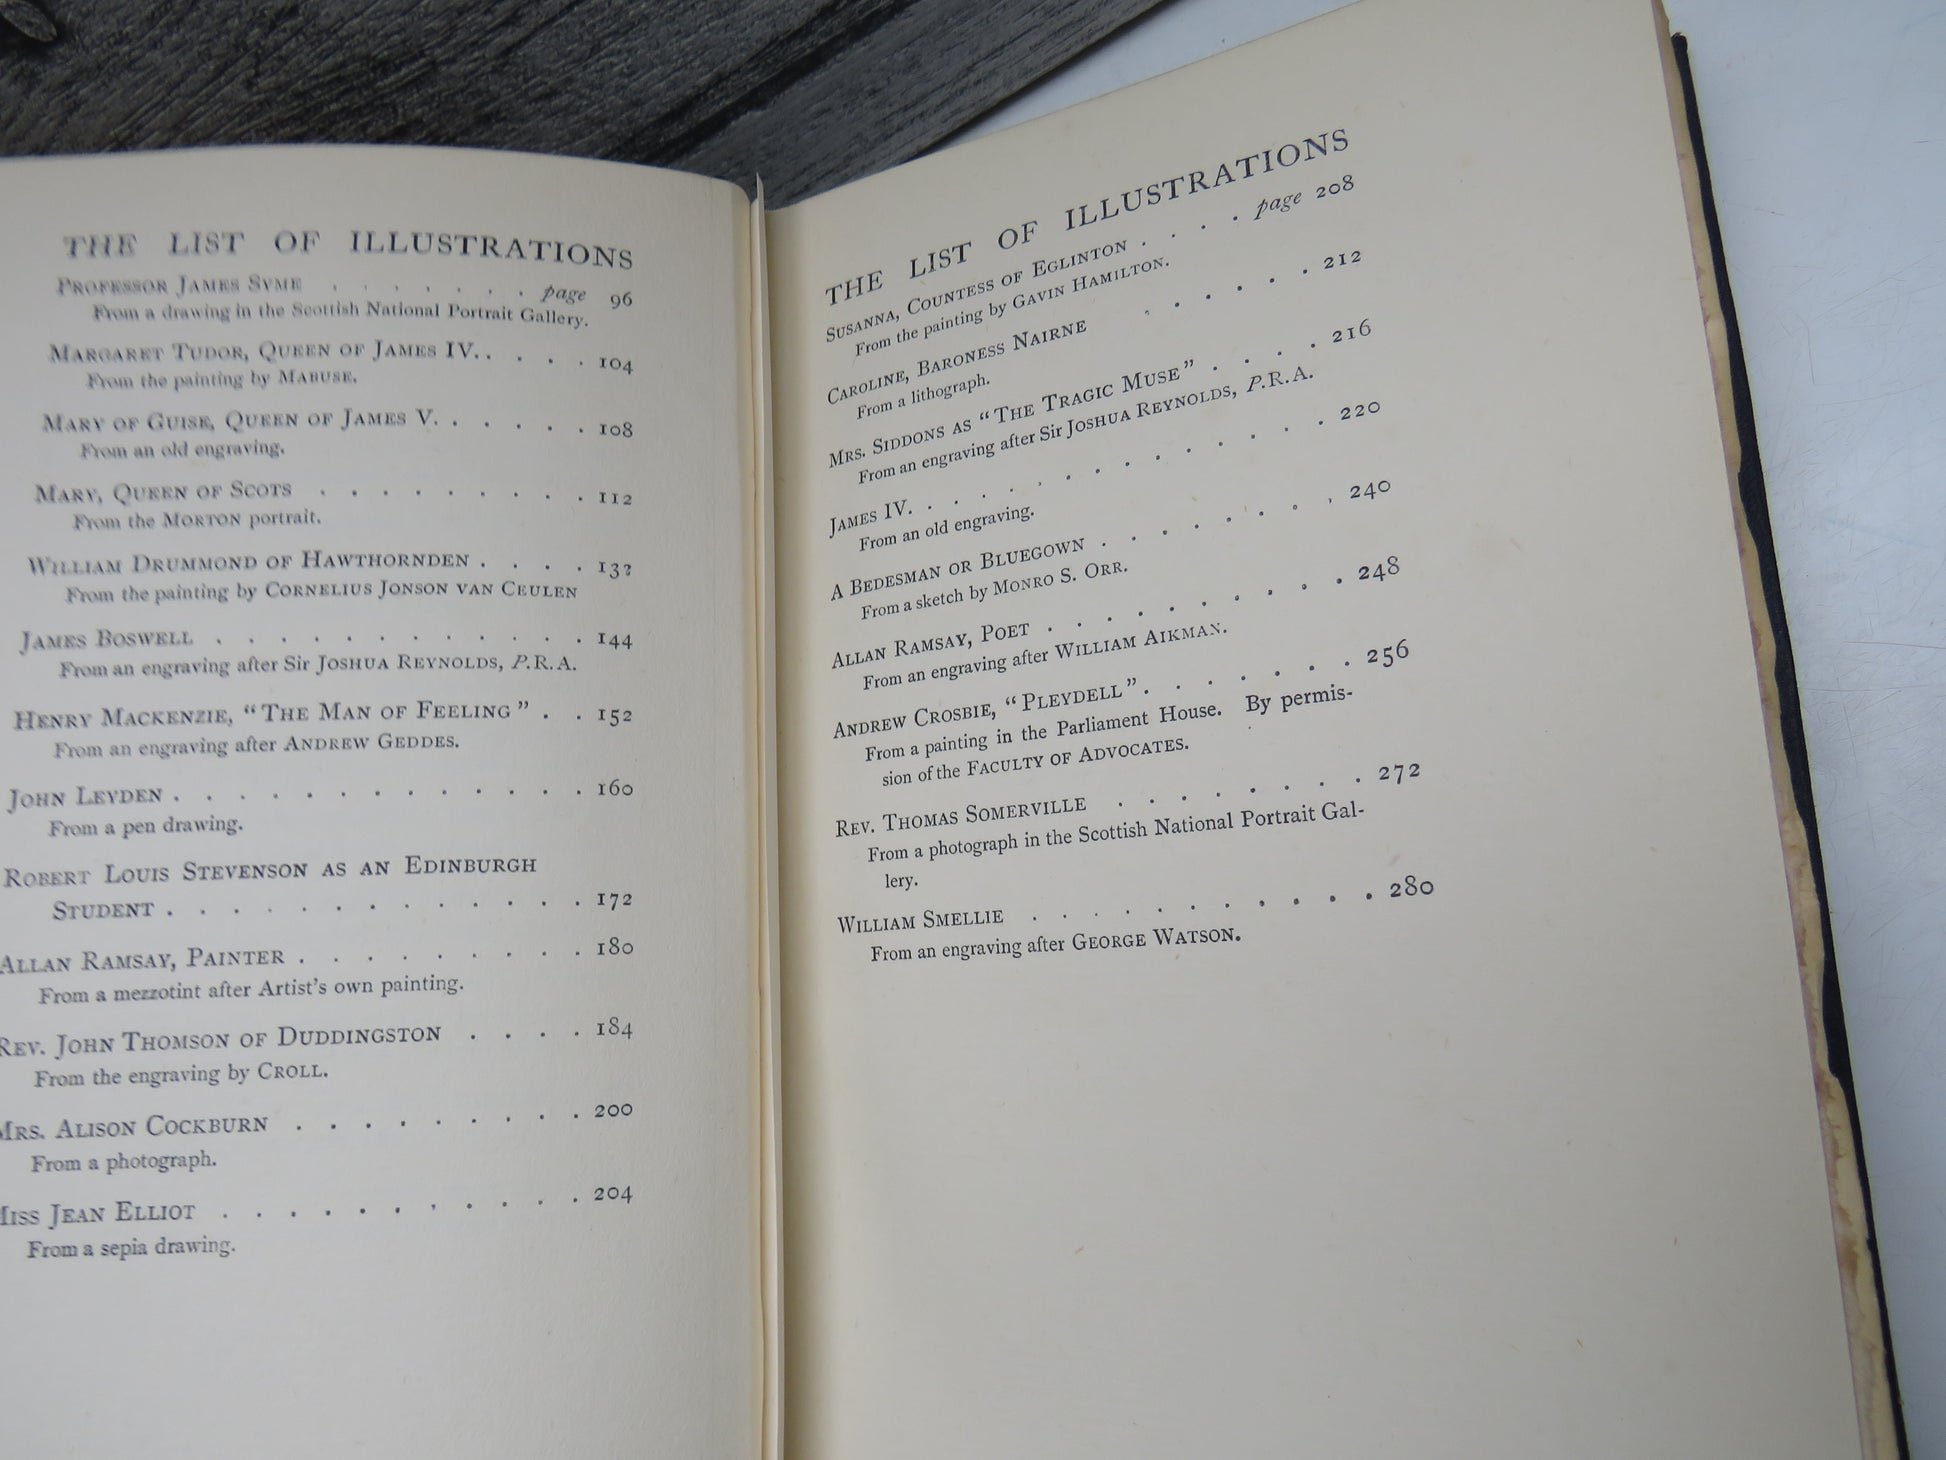 THE LIST OF ILLUSTRATIONS
PROFESSOR JAMES SYME . . . . . . . page 96
From a drawing in the Scottish National Portrait Gallery.
MARGARET TUDOR, QUEEN OF JAMES IV. . . . . 104
From the painting by MABUSE.
MARY OF GUISE, QUEEN OF JAMES V. . . . . . 108
From an old engraving.
MARY, QUEEN OF SCOTS . . . . . . . . . 112
From the MORTON portrait.
WILLIAM DRUMMOND OF HAWTHORNDEN . . . .
From the painting by CORNELIUS JONSON VAN CEULEN
JAMES BOSWELL . . . . . . . . . . . . 144
From an engraving after Sir JOSHUA REYNOLDS, P.R.A.
HENRY MACKENZIE, “THE MAN OF FEELING” . . 152
From an engraving after ANDREW GEDDES.
JOHN LEYDEN . . . . . . . . . . . . . 160
From a pen drawing.
ROBERT LOUIS STEVENSON AS AN EDINBURGH
STUDENT . . . . . . . . . . . . . 172
ALLAN RAMSAY, PAINTER . . . . . . . . . 180
From a mezzotint after Artist's own painting.
REV. JOHN THOMSON OF DUDDINGSTON . . . . 184
From the engraving by CROLL.
MRS. ALISON COCKBURN . . . . . . . . . 200
From a photograph.
MISS JEAN ELLIOT . . . . . . . . . . . 204
From a sepia drawing.
THE LIST OF ILLUSTRATIONS
SUSANNA, COUNTESS OF EGLINTON . . . . page 208
From the painting by GAVIN HAMILTON.
CAROLINE, BARONESS NAIRNE . . . . . . 212
From a lithograph.
MRS. SIDDONS AS “THE TRAGIC MUSE” . . . . 216
From an engraving after Sir JOSHUA REYNOLDS, P.R.A.
JAMES IV. . . . . . . . . . . . . . . 220
From an old engraving.
A BEDESMAN OR BLUEGOWN . . . . . . . . 240
From a sketch by MONRO S. ORR.
ALLAN RAMSAY, POET . . . . . . . . . . 248
From an engraving after WILLIAM AIKMAN.
ANDREW CROSBIE, “PLEYDELL” . . . . . . . 256
From a painting in the Parliament House. By permis-
sion of the FACULTY OF ADVOCATES.
REV. THOMAS SOMERVILLE . . . . . . . . 272
From a photograph in the Scottish National Portrait Gal-
lery.
WILLIAM SMELLIE . . . . . . . . . . . 280
From an engraving after GEORGE WATSON.